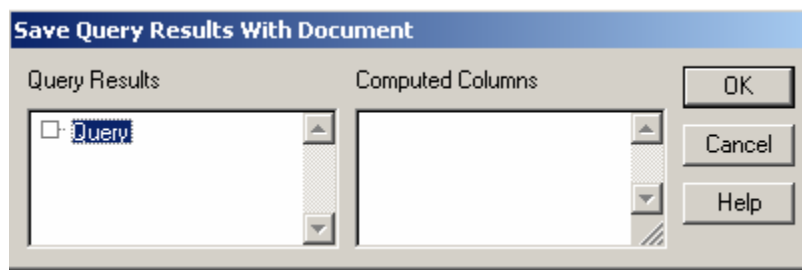 Save Query Results With Document
Query Results
Computed Columns
OK
Query
Cancel
Help